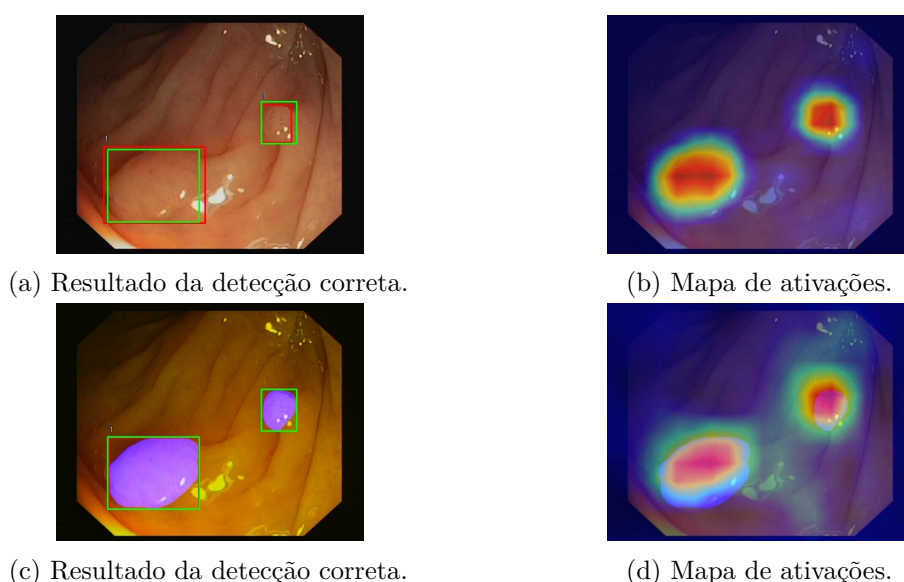 (a) Resultado da detecção correta.
(b) Mapa de ativações.
(c) Resultado da detecção correta.
(d) Mapa de ativações.